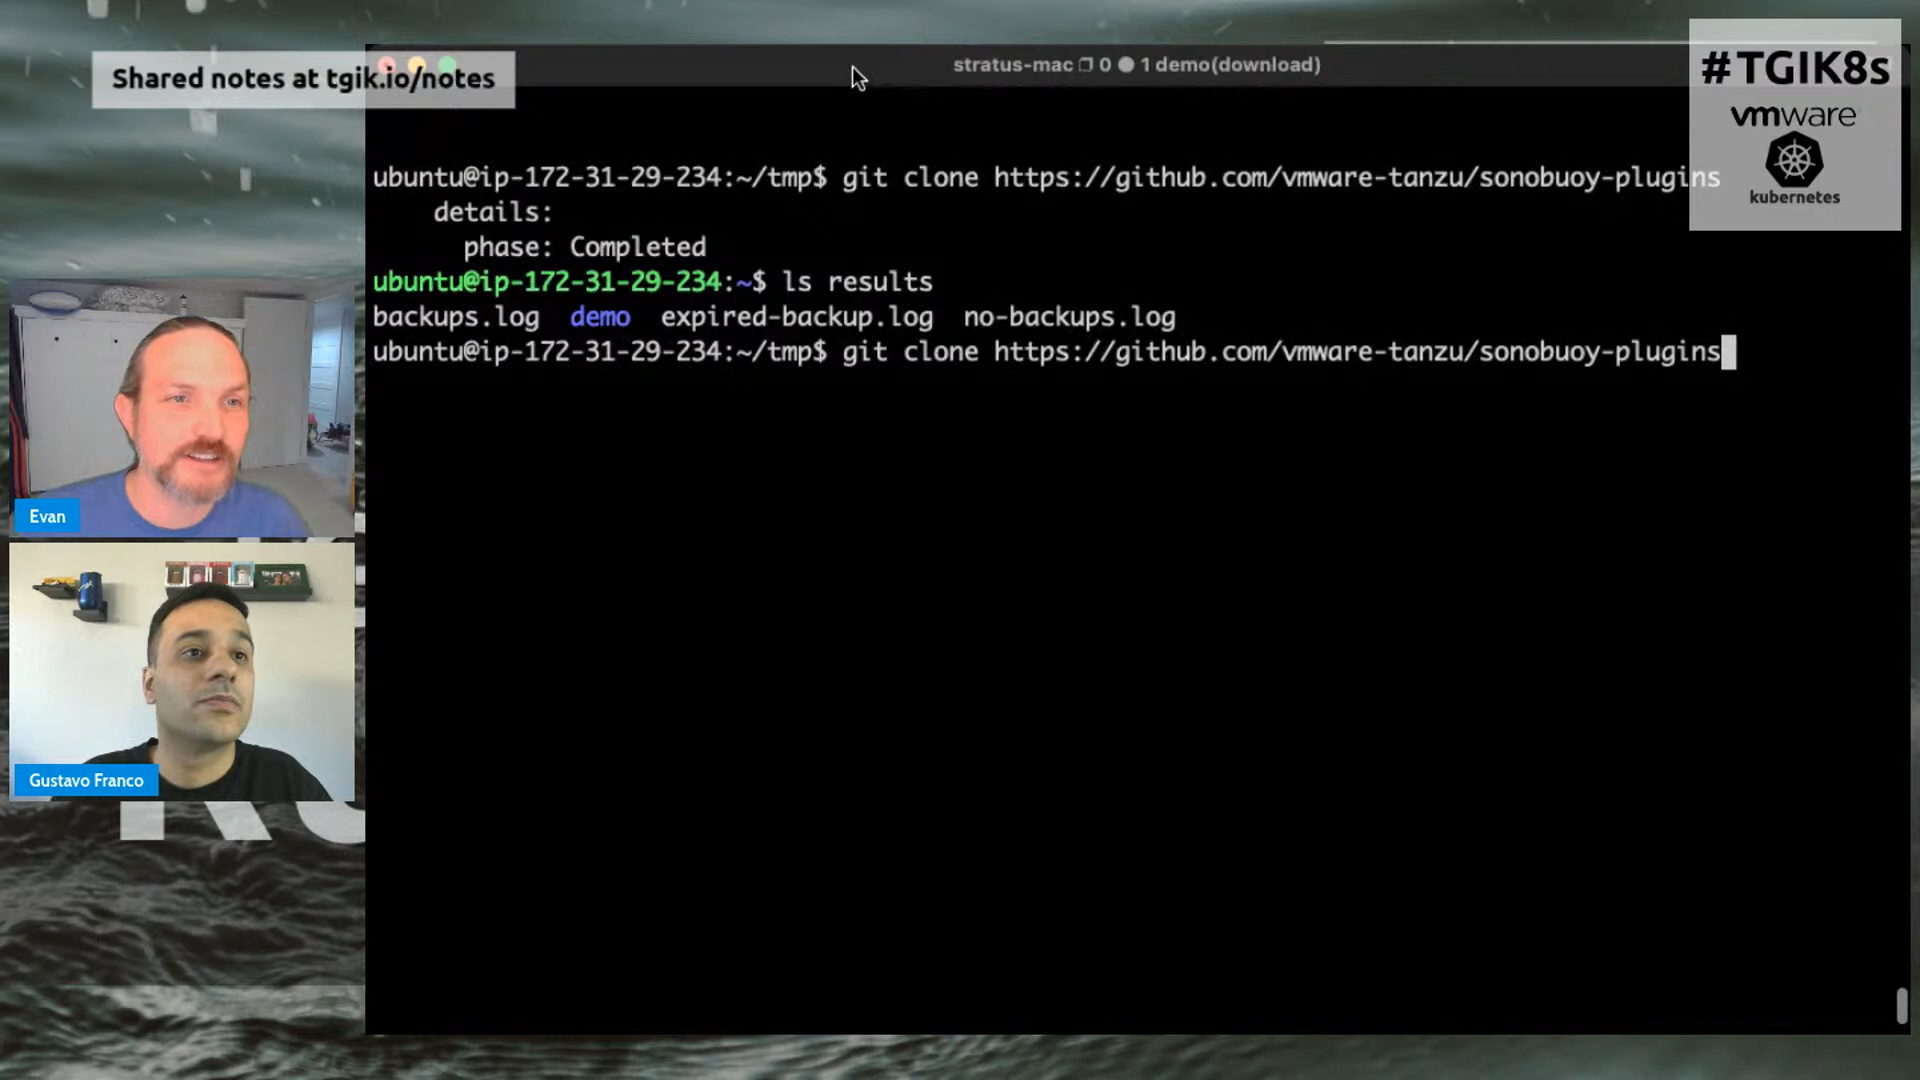 Shared notes at tgik.io/notes
stratus-mac 0 1 demo(download)
#TGIK8s
vmware
kubernetes
ubuntu@ip-172-31-29-234:~/tmp$ git clone https://github.com/vmware-tanzu/sonobuoy-plugins
details:
phase: Completed
ubuntu@ip-172-31-29-234:~$ ls results
backups.log demo expired-backup.log no-backups.log
ubuntu@ip-172-31-29-234:~/tmp$ git clone https://github.com/vmware-tanzu/sonobuoy-plugins
Evan
Gustavo Franco